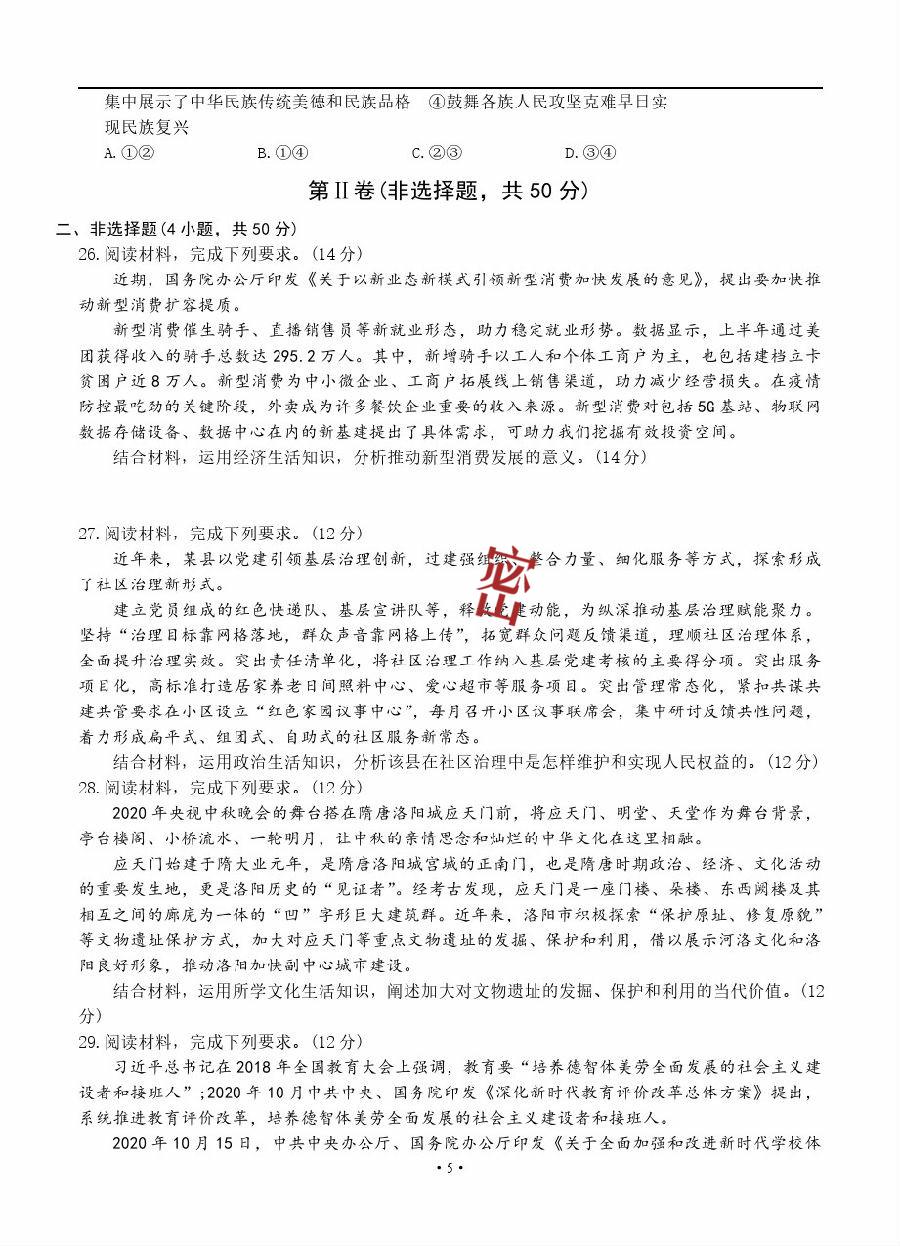 集中展示了中华民族传统美德和民族品格 ④鼓舞各族人民攻坚克难早日实
现民族复兴
A.①② B.①④ C.②③ D.③④
第Ⅱ卷(非选择题，共50分)
二、非选择题(4小题，共50分)
26.阅读材料，完成下列要求。(14分)
近期，国务院办公厅印发《关于以新业态新模式引领新型消费加快发展的意见》，提出要加快推
动新型消费扩容提质。
新型消费催生骑手、直播销售员等新就业形态，助力稳定就业形势。数据显示，上半年通过美
团获得收入的骑手总数达295.2万人。其中，新增骑手以工人和个体工商户为主，也包括建档立卡
贫困户近8万人。新型消费为中小微企业、工商户拓展线上销售渠道，助力减少经营损失。在疫情
防控最吃劲的关键阶段，外卖成为许多餐饮企业重要的收入来源。新型消费对包括5G基站、物联网
数据存储设备、数据中心在内的新基建提出了具体需求，可助力我们挖掘有效投资空间。
结合材料，运用经济生活知识，分析推动新型消费发展的意义。(14分)
27.阅读材料，完成下列要求。(12分)
近年来，某县以党建引领基层治理创新，过建强组织、整合力量、细化服务等方式，探索形成
了社区治理新形式。
建立党员组成的红色快递队、基层宣讲队等，释放党建动能，为纵深推动基层治理赋能聚力。
坚持“治理目标靠网格落地，群众声音靠网格上传”，拓宽群众问题反馈渠道，理顺社区治理体系，
全面提升治理实效。突出责任清单化，将社区治理工作纳入基层党建考核的主要得分项。突出服务
项目化，高标准打造居家养老日间照料中心、爱心超市等服务项目。突出管理常态化，紧扣共谋共
建共管要求在小区设立“红色家园议事中心”，每月召开小区议事联席会，集中研讨反馈共性问题，
着力形成扁平式、组团式、自助式的社区服务新常态。
结合材料，运用政治生活知识，分析该县在社区治理中是怎样维护和实现人民权益的。(12分)
28.阅读材料，完成下列要求。(12分)
2020年央视中秋晚会的舞台搭在隋唐洛阳城应天门前，将应天门、明堂、天堂作为舞台背景，
亭台楼阁、小桥流水、一轮明月，让中秋的亲情思念和灿烂的中华文化在这里相融。
应天门始建于隋大业元年，是隋唐洛阳城宫城的正南门，也是隋唐时期政治、经济、文化活动
的重要发生地，更是洛阳历史的“见证者”。经考古发现，应天门是一座门楼、朵楼、东西阙楼及其
相互之间的廊庑为一体的“凹”字形巨大建筑群。近年来，洛阳市积极探索“保护原址、修复原貌”
等文物遗址保护方式，加大对应天门等重点文物遗址的发掘、保护和利用，借以展示河洛文化和洛
阳良好形象，推动洛阳加快副中心城市建设。
结合材料，运用所学文化生活知识，阐述加大对文物遗址的发掘、保护和利用的当代价值。(12
分)
29.阅读材料，完成下列要求。(12分)
习近平总书记在2018年全国教育大会上强调，教育要“培养德智体美劳全面发展的社会主义建
设者和接班人”;2020年10月中共中央、国务院印发《深化新时代教育评价改革总体方案》提出，
系统推进教育评价改革，培养德智体美劳全面发展的社会主义建设者和接班人。
2020年10月15日，中共中央办公厅、国务院办公厅印发《关于全面加强和改进新时代学校体
·5·